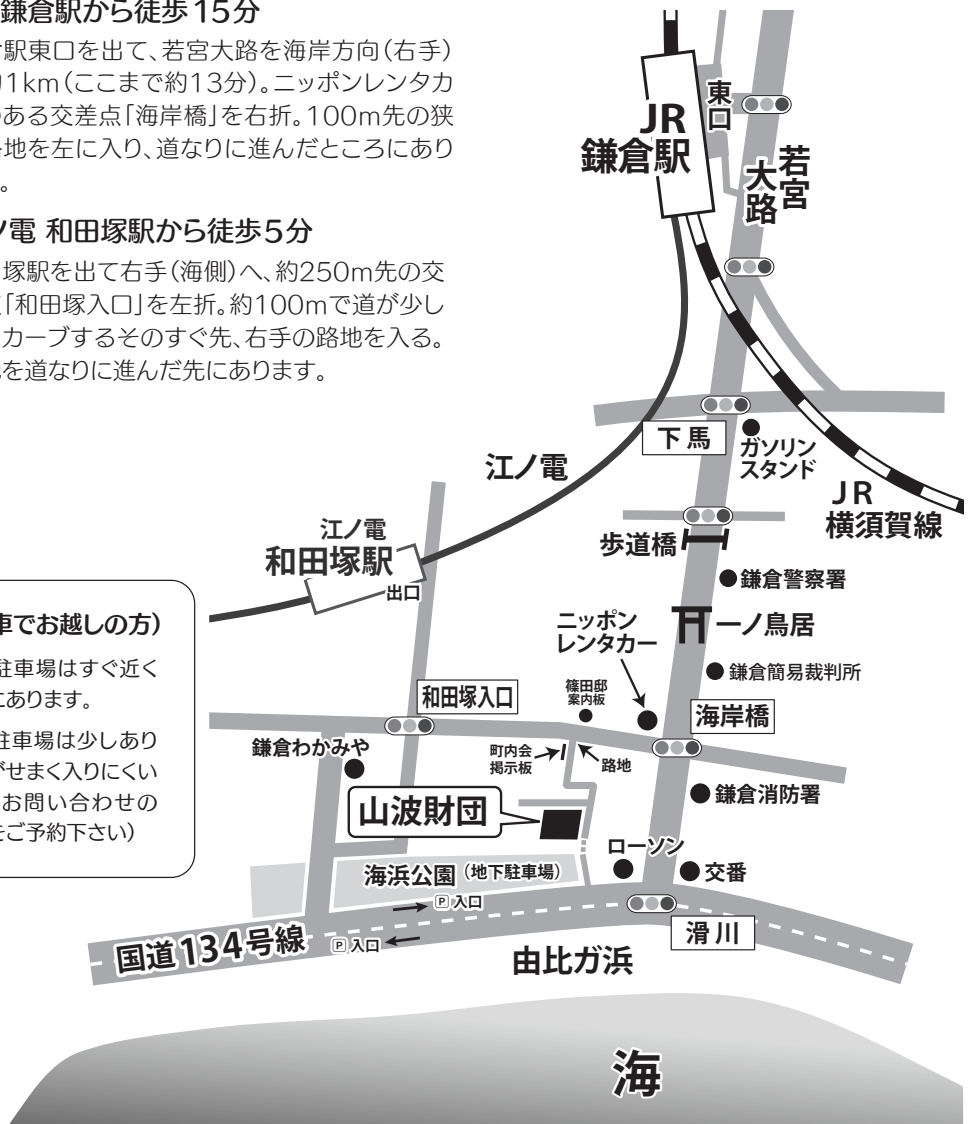 鎌倉駅から徒歩15分
駅東口を出て、若宮大路を海岸方向(右手)
1km(ここまで約13分)。ニッポンレンタカ
ある交差点「海岸橋」を右折。100m先の狭
地を左に入り、道なりに進んだところにあり
。
電 和田塚駅から徒歩5分
塚駅を出て右手(海側)へ、約250m先の交
「和田塚入口」を左折。約100mで道が少し
カーブするそのすぐ先、右手の路地を入る。
を道なりに進んだ先にあります。
車でお越しの方)
駐車場はすぐ近く
にあります。
駐車場は少しあり
がせまく入りにくい
お問い合わせの
をご予約下さい)
JR
鎌倉駅
東口
若宮
大路
下馬
ガソリン
スタンド
江ノ電
JR
横須賀線
江ノ電
和田塚駅
出口
歩道橋
鎌倉警察署
一ノ鳥居
ニッポン
レンタカー
鎌倉簡易裁判所
篠田邸
案内板
和田塚入口
海岸橋
鎌倉わかみや
町内会
掲示板
路地
鎌倉消防署
山波財団
ローソン
交番
海浜公園(地下駐車場)
P 入口
国道134号線
P 入口
滑川
由比ガ浜
海